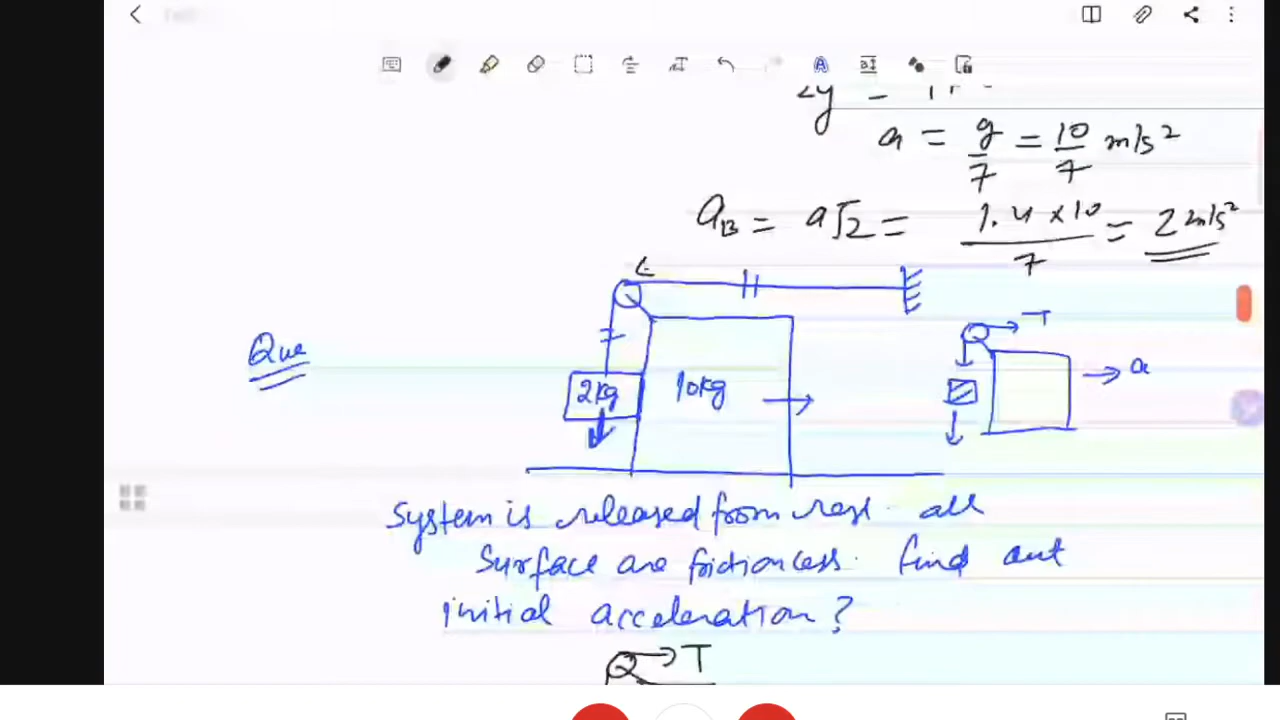 a = g/7 = 10/7 m/s²
aB = a√2 = 1.4 x 10/7 = 2 m/s²
Que
2kg
10kg
T
a
System is released from rest. all
surface are frictionless. find out
initial acceleration?
T